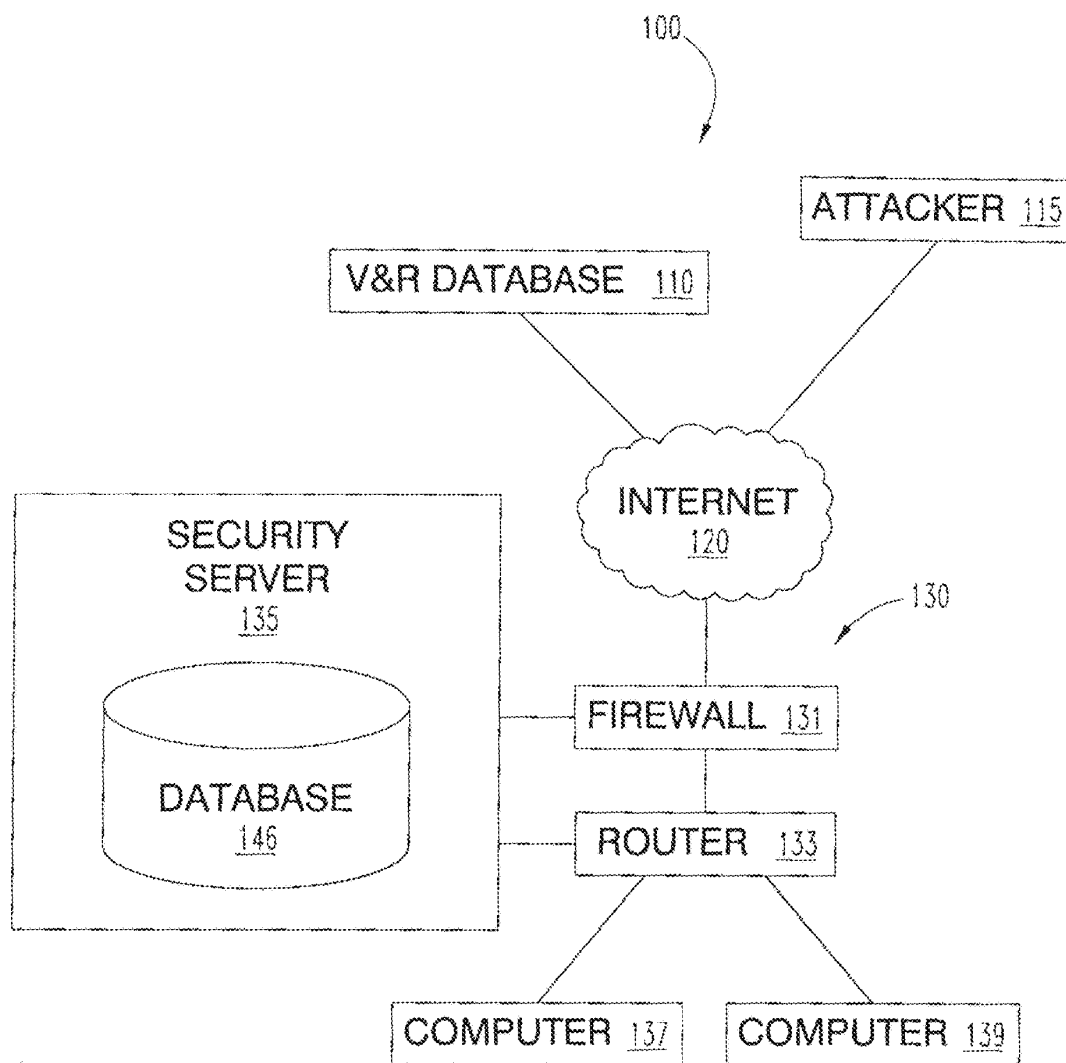 100
ATTACKER 115
V&R DATABASE 110
INTERNET
120
SECURITY
SERVER
135
130
FIREWALL 131
DATABASE
146
ROUTER 133
COMPUTER 137
COMPUTER 139